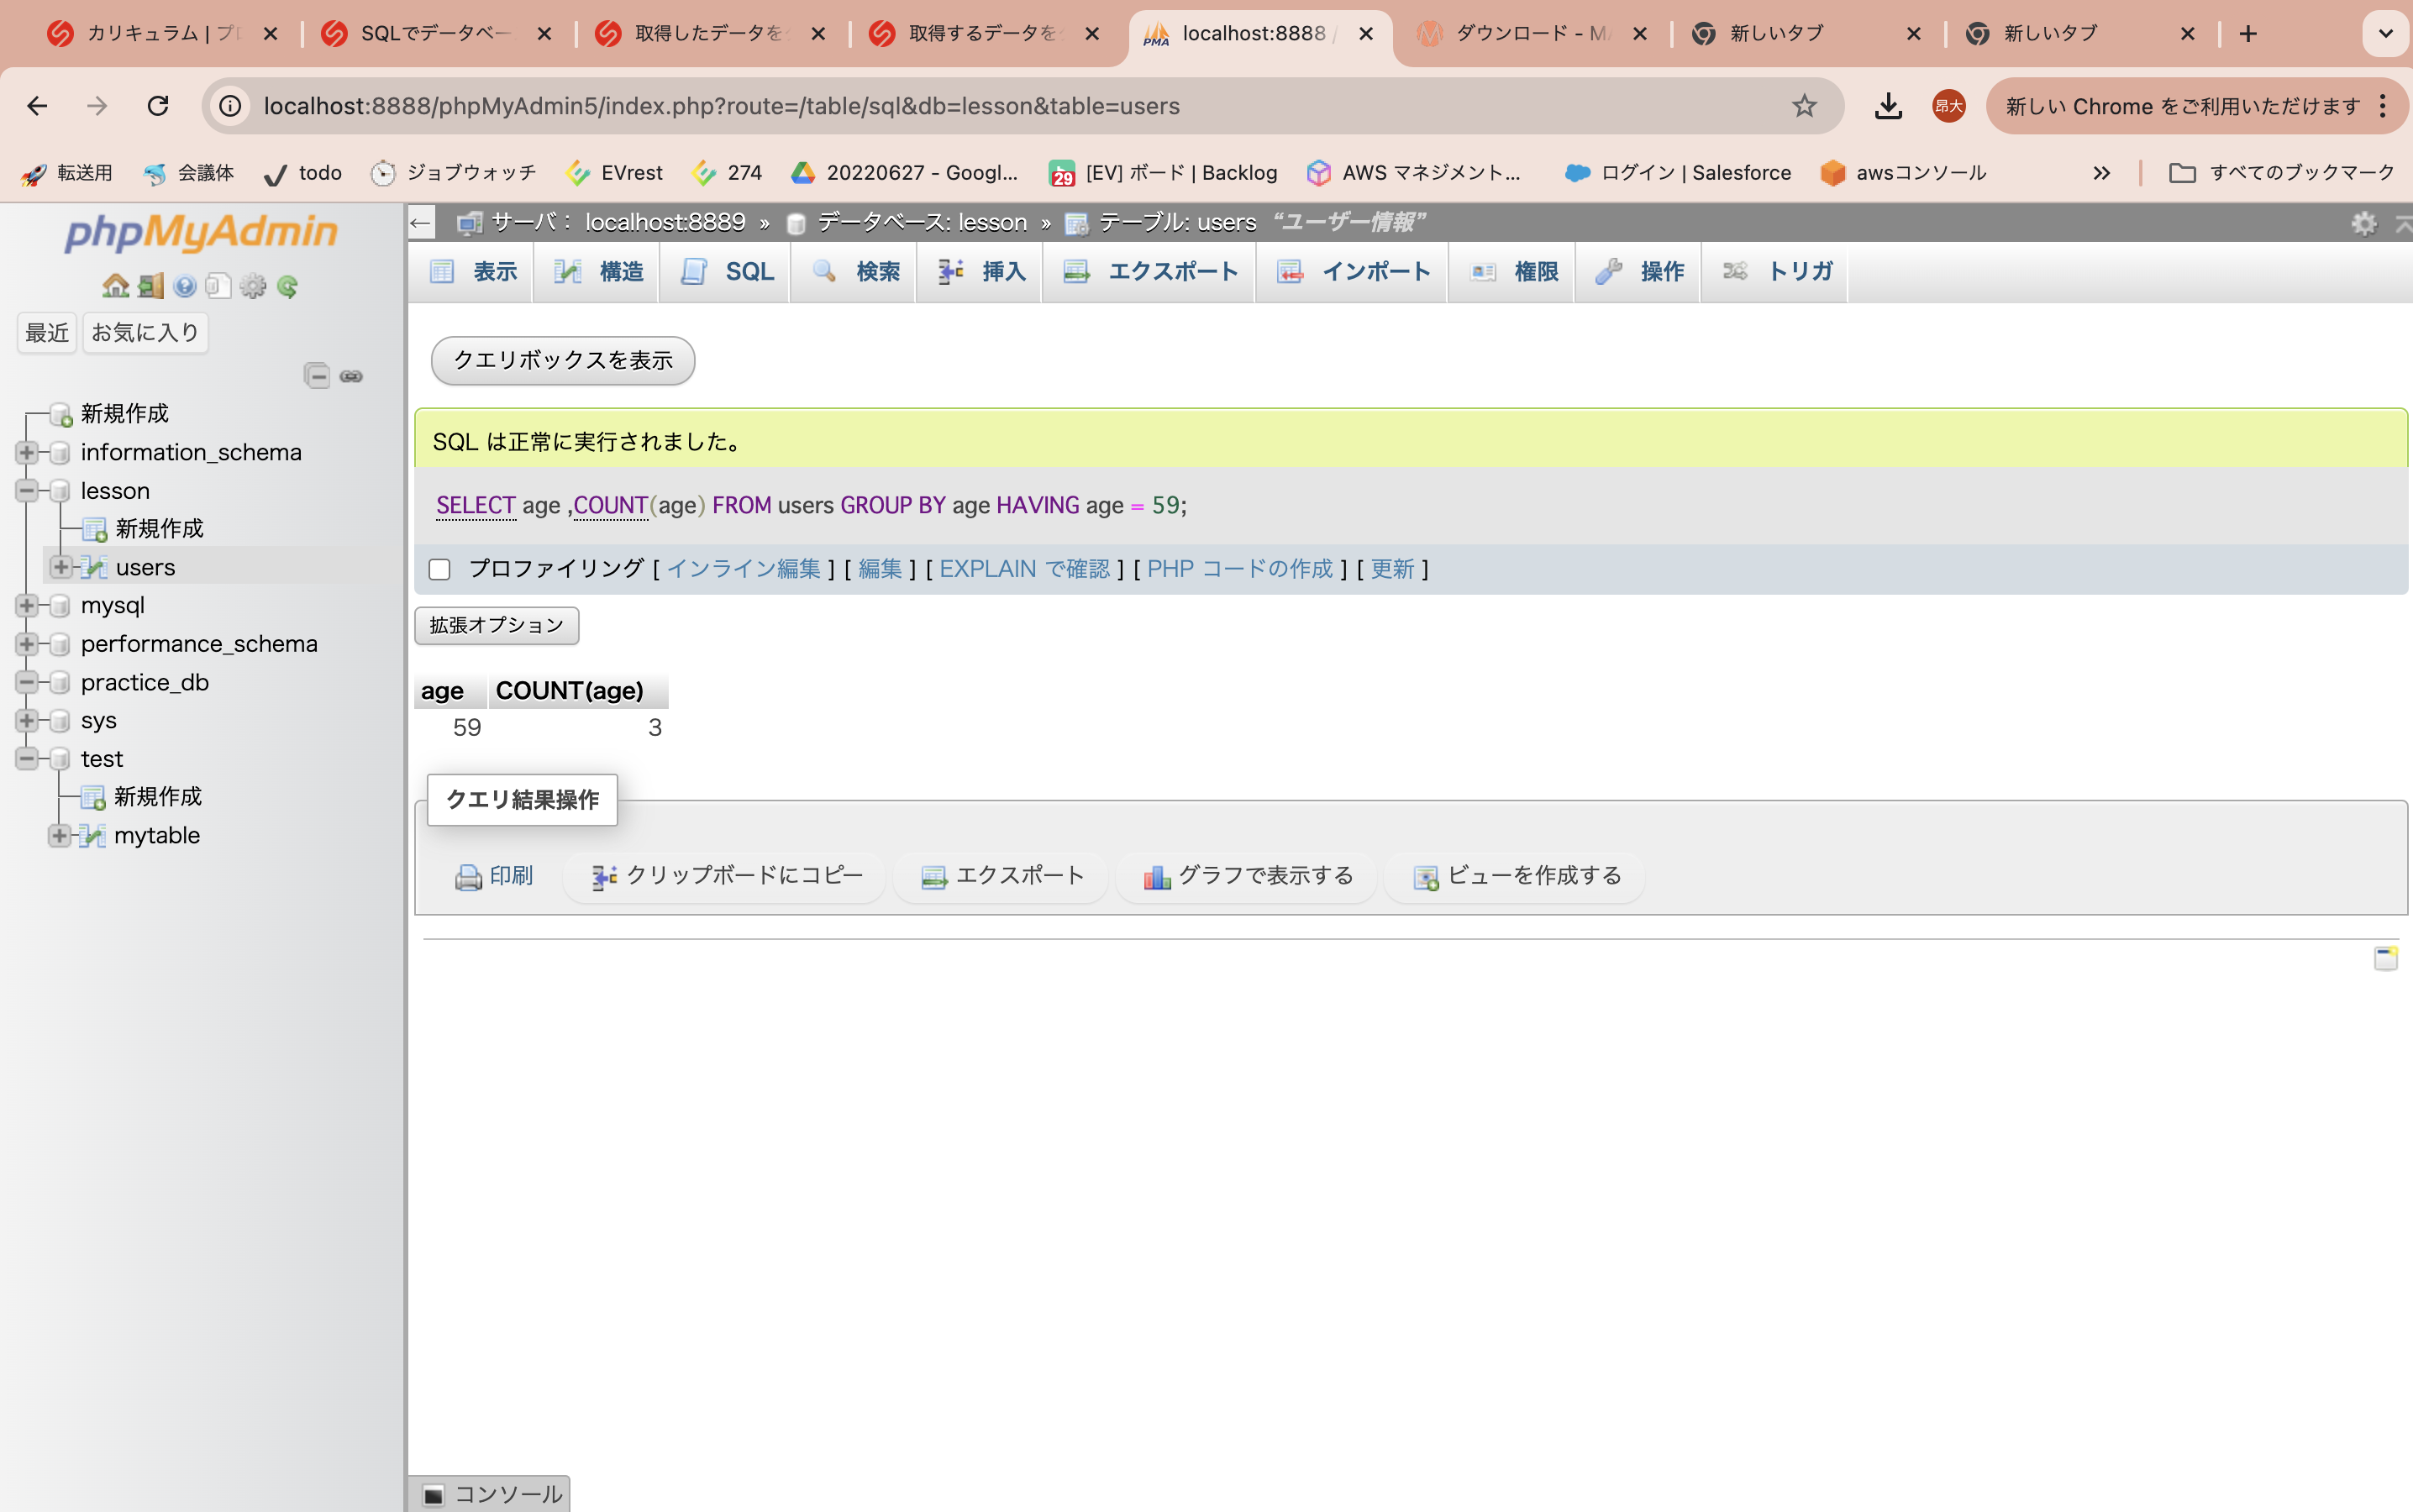 カリキュラム | プロ
SQLでデータベー
取得したデータを
取得するデータを
localhost:8888 /
ダウンロード - MA
新しいタブ
新しいタブ
localhost:8888/phpMyAdmin5/index.php?route=/table/sql&db=lesson&table=users
昂大
新しい Chrome をご利用いただけます
転送用
会議体
todo
ジョブウォッチ
EVrest
274
20220627 - Googl...
29
[EV] ボード | Backlog
AWS マネジメント...
ログイン | Salesforce
awsコンソール
»
すべてのブックマーク
phpMyAdmin
最近
お気に入り
新規作成
information_schema
lesson
新規作成
users
mysql
performance_schema
practice_db
sys
test
新規作成
mytable
サーバ： localhost:8889 » データベース: lesson » テーブル: users “ユーザー情報”
表示
構造
SQL
検索
挿入
エクスポート
インポート
権限
操作
トリガ
クエリボックスを表示
SQL は正常に実行されました。
SELECT age ,COUNT(age) FROM users GROUP BY age HAVING age = 59;
プロファイリング [ インライン編集 ] [ 編集 ] [ EXPLAIN で確認 ] [ PHP コードの作成 ] [ 更新 ]
拡張オプション
age COUNT(age)
59 3
クエリ結果操作
印刷
クリップボードにコピー
エクスポート
グラフで表示する
ビューを作成する
コンソール